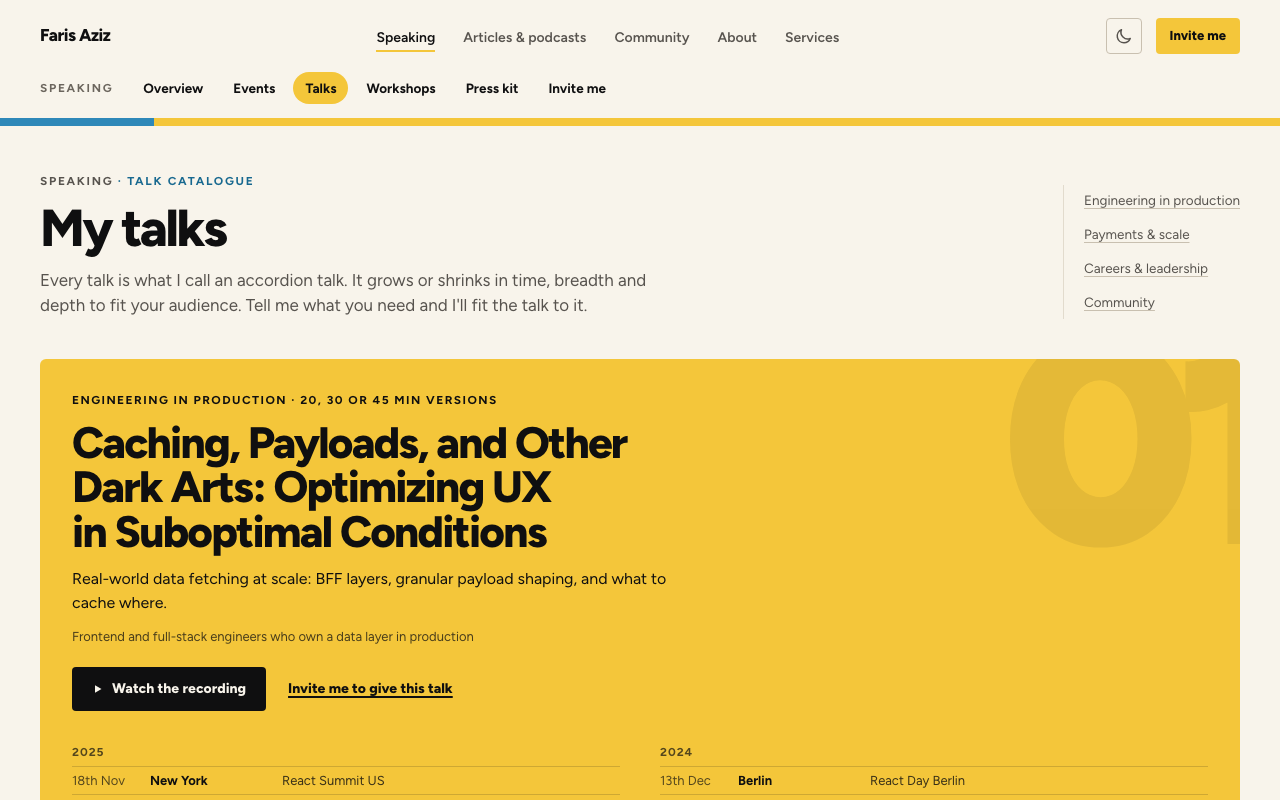 Faris Aziz
Speaking
Articles & podcasts
Community
About
Services
Invite me
SPEAKING
Overview
Events
Talks
Workshops
Press kit
Invite me
SPEAKING · TALK CATALOGUE
My talks
Every talk is what I call an accordion talk. It grows or shrinks in time, breadth and
depth to fit your audience. Tell me what you need and I'll fit the talk to it.
Engineering in production
Payments & scale
Careers & leadership
Community
01
ENGINEERING IN PRODUCTION · 20, 30 OR 45 MIN VERSIONS
Caching, Payloads, and Other
Dark Arts: Optimizing UX
in Suboptimal Conditions
Real-world data fetching at scale: BFF layers, granular payload shaping, and what to
cache where.
Frontend and full-stack engineers who own a data layer in production
Watch the recording
Invite me to give this talk
2025
18th Nov New York React Summit US
2024
13th Dec Berlin React Day Berlin